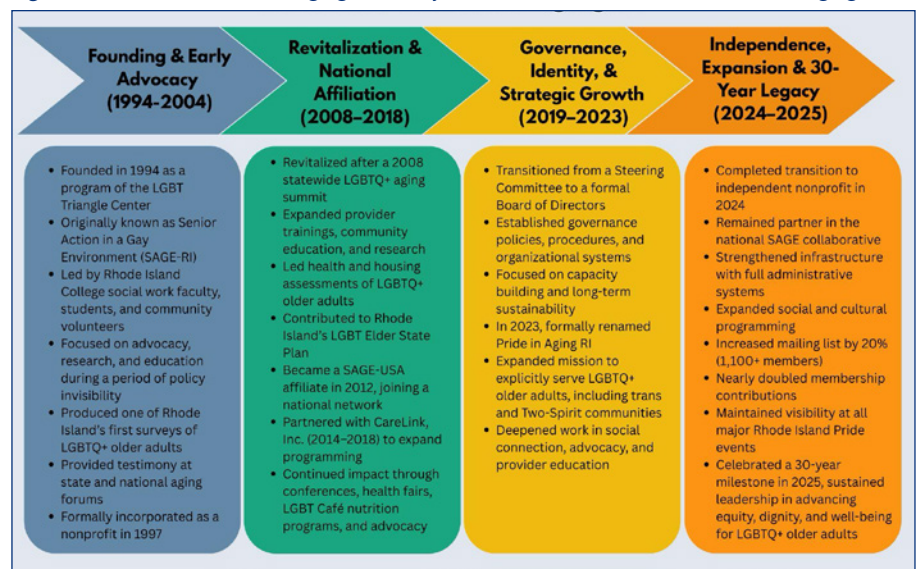 Founding & Early
Advocacy
(1994-2004)
Revitalization &
National
Affiliation
(2008–2018)
Governance,
Identity, &
Strategic Growth
(2019–2023)
Independence,
Expansion & 30-
Year Legacy
(2024–2025)
• Founded in 1994 as a
program of the LGBT
Triangle Center
• Originally known as Senior
Action in a Gay
Environment (SAGE-RI)
• Led by Rhode Island
College social work faculty,
students, and community
volunteers
• Focused on advocacy,
research, and education
during a period of policy
invisibility
• Produced one of Rhode
Island's first surveys of
LGBTQ+ older adults
• Provided testimony at
state and national aging
forums
• Formally incorporated as a
nonprofit in 1997
• Revitalized after a 2008
statewide LGBTQ+ aging
summit
• Expanded provider
trainings, community
education, and research
• Led health and housing
assessments of LGBTQ+
older adults
• Contributed to Rhode
Island's LGBT Elder State
Plan
• Became a SAGE-USA
affiliate in 2012, joining a
national network
• Partnered with CareLink,
Inc. (2014–2018) to expand
programming
• Continued impact through
conferences, health fairs,
LGBT Café nutrition
programs, and advocacy
• Transitioned from a Steering
Committee to a formal
Board of Directors
• Established governance
policies, procedures, and
organizational systems
• Focused on capacity
building and long-term
sustainability
• In 2023, formally renamed
Pride in Aging RI
• Expanded mission to
explicitly serve LGBTQ+
older adults, including trans
and Two-Spirit communities
• Deepened work in social
connection, advocacy, and
provider education
• Completed transition to
independent nonprofit in
2024
• Remained partner in the
national SAGE collaborative
• Strengthened infrastructure
with full administrative
systems
• Expanded social and cultural
programming
• Increased mailing list by 20%
(1,100+ members)
• Nearly doubled membership
contributions
• Maintained visibility at all
major Rhode Island Pride
events
• Celebrated a 30-year
milestone in 2025, sustained
leadership in advancing
equity, dignity, and well-being
for LGBTQ+ older adults